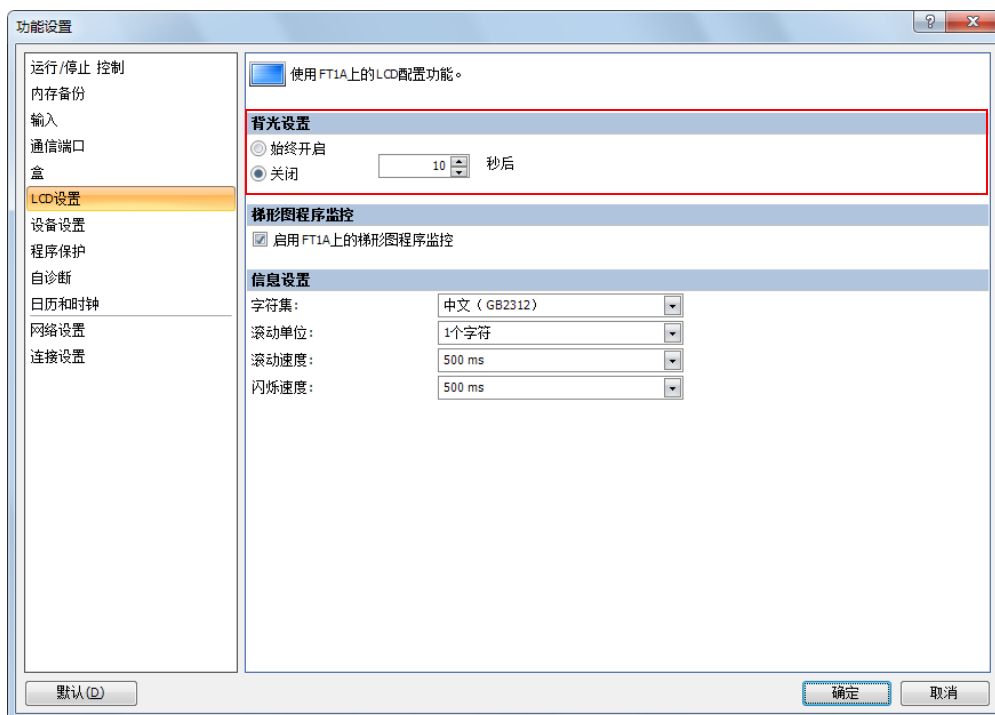 功能设置
运行/停止 控制
内存备份
输入
通信端口
盒
LCD设置
设备设置
程序保护
自诊断
日历和时钟
网络设置
连接设置
使用FT1A上的LCD配置功能。
背光设置
始终开启
关闭 10 秒后
梯形图程序监控
启用FT1A上的梯形图程序监控
信息设置
字符集: 中文（GB2312）
滚动单位: 1个字符
滚动速度: 500 ms
闪烁速度: 500 ms
默认(D)
确定
取消